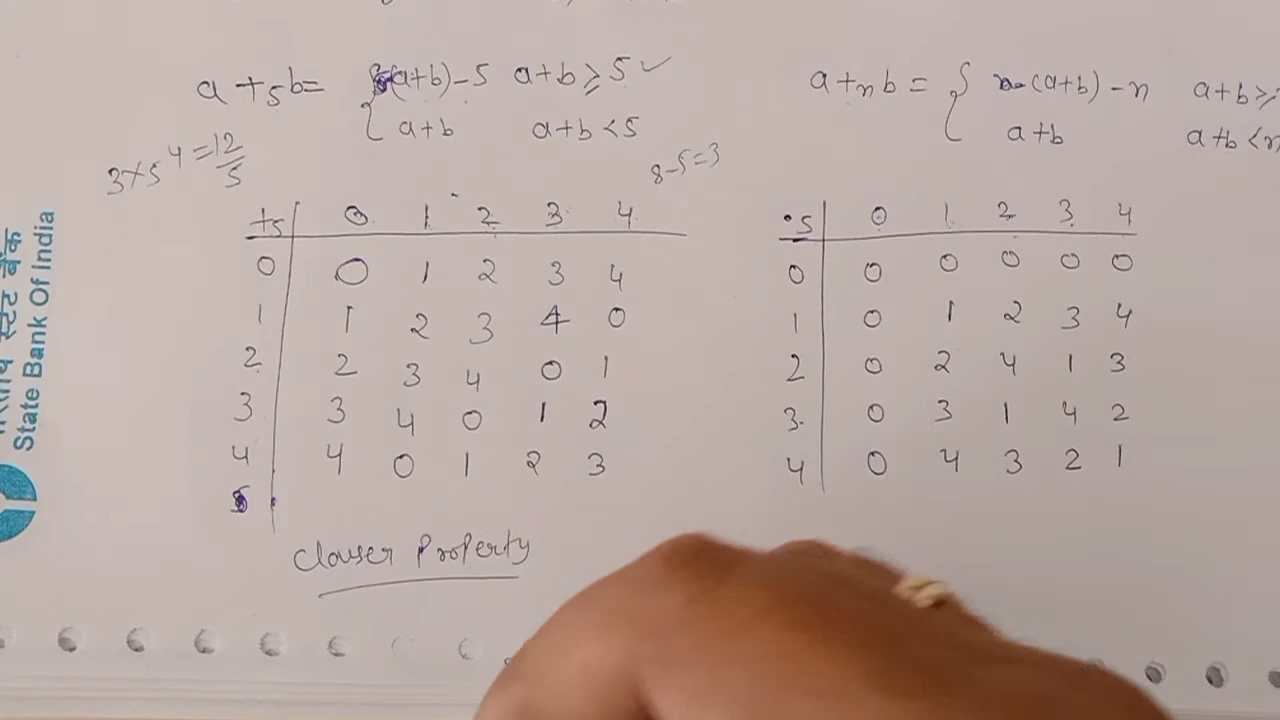 a +₅ b = { (a+b)-5 a+b ≥ 5 ✓
a+b a+b < 5
a +ₙ b = { (a+b)-n a+b ≥
a+b a+b < n
3 ×₅ 4 = 12/5
8-5=3
+₅ 0 1 2 3 4
0 0 1 2 3 4
1 1 2 3 4 0
2 2 3 4 0 1
3 3 4 0 1 2
4 4 0 1 2 3
•₅ 0 1 2 3 4
0 0 0 0 0 0
1 0 1 2 3 4
2 0 2 4 1 3
3 0 3 1 4 2
4 0 4 3 2 1
Clouser Property
स्टेट बैंक
State Bank Of India